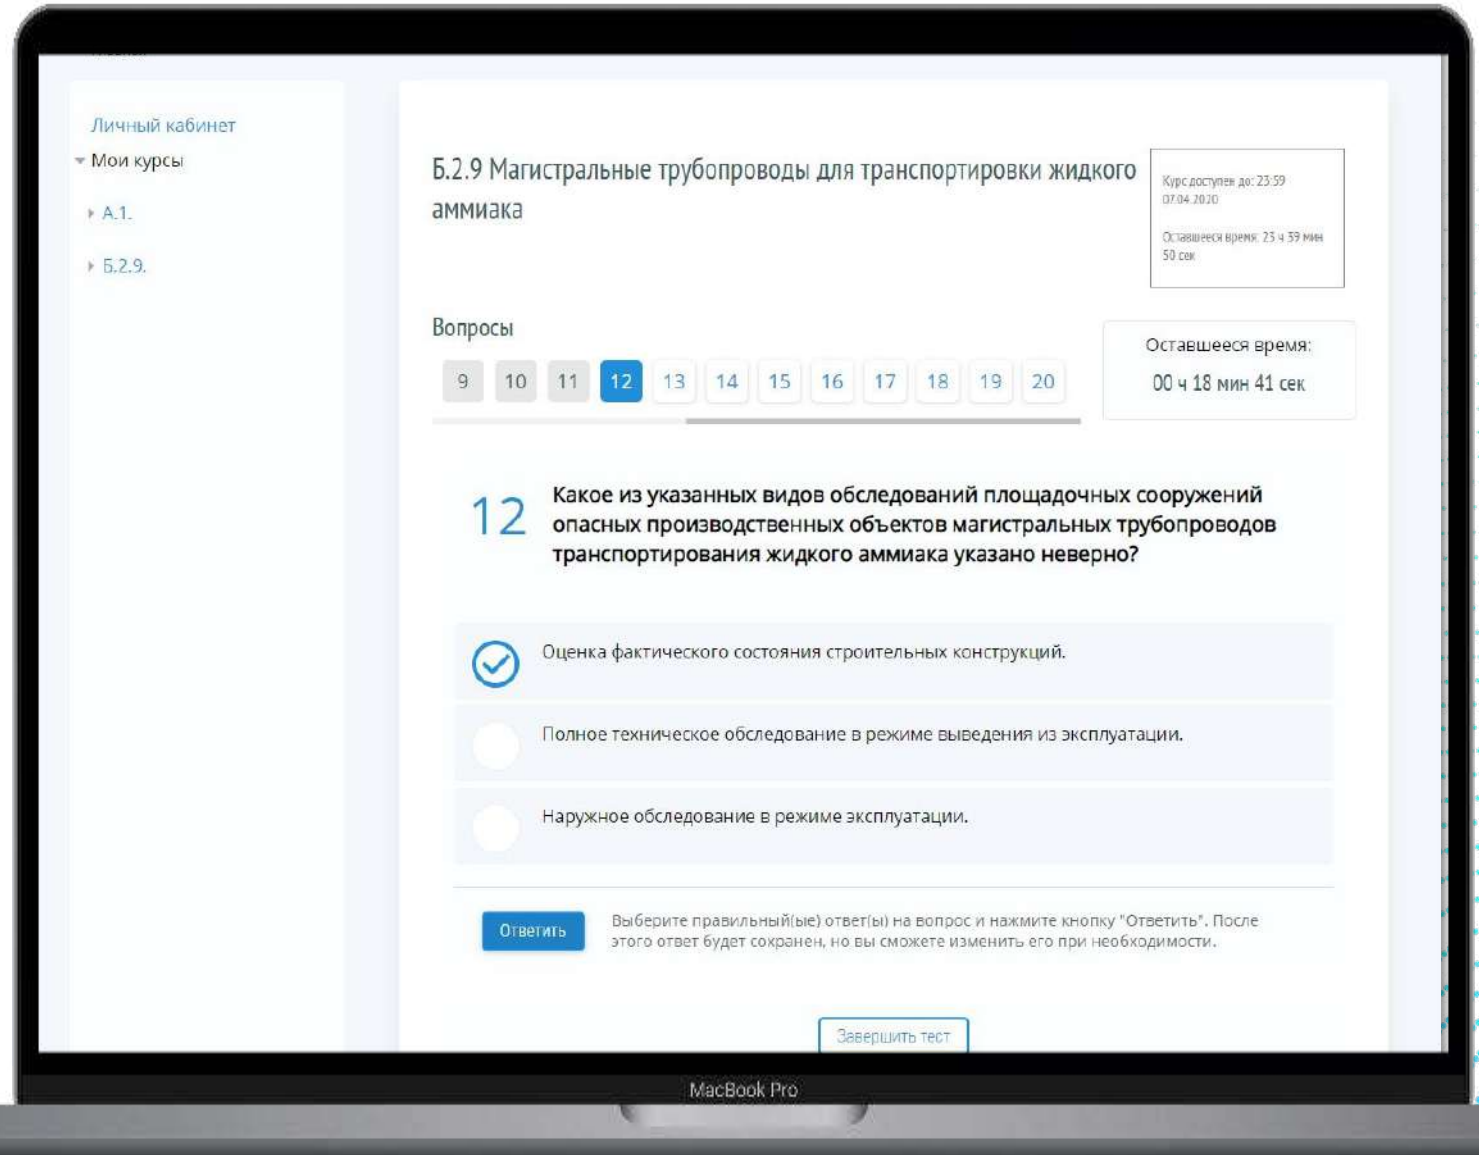 Личный кабинет
Мои курсы
А.1.
Б.2.9.
Б.2.9 Магистральные трубопроводы для транспортировки жидкого
аммиака
Курс доступен до: 23:59
07.04.2020
Оставшееся время: 23 ч 39 мин
50 сек
Вопросы
9 10 11 12 13 14 15 16 17 18 19 20
Оставшееся время:
00 ч 18 мин 41 сек
12
Какое из указанных видов обследований площадочных сооружений
опасных производственных объектов магистральных трубопроводов
транспортирования жидкого аммиака указано неверно?
Оценка фактического состояния строительных конструкций.
Полное техническое обследование в режиме выведения из эксплуатации.
Наружное обследование в режиме эксплуатации.
Ответить
Выберите правильный(ые) ответ(ы) на вопрос и нажмите кнопку "Ответить". После
этого ответ будет сохранен, но вы сможете изменить его при необходимости.
Завершить тест
MacBook Pro